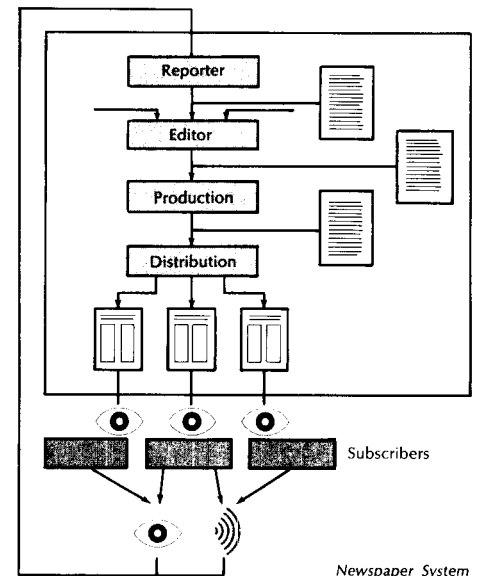 Reporter
Editor
Production
Distribution
Subscribers
Newspaper System